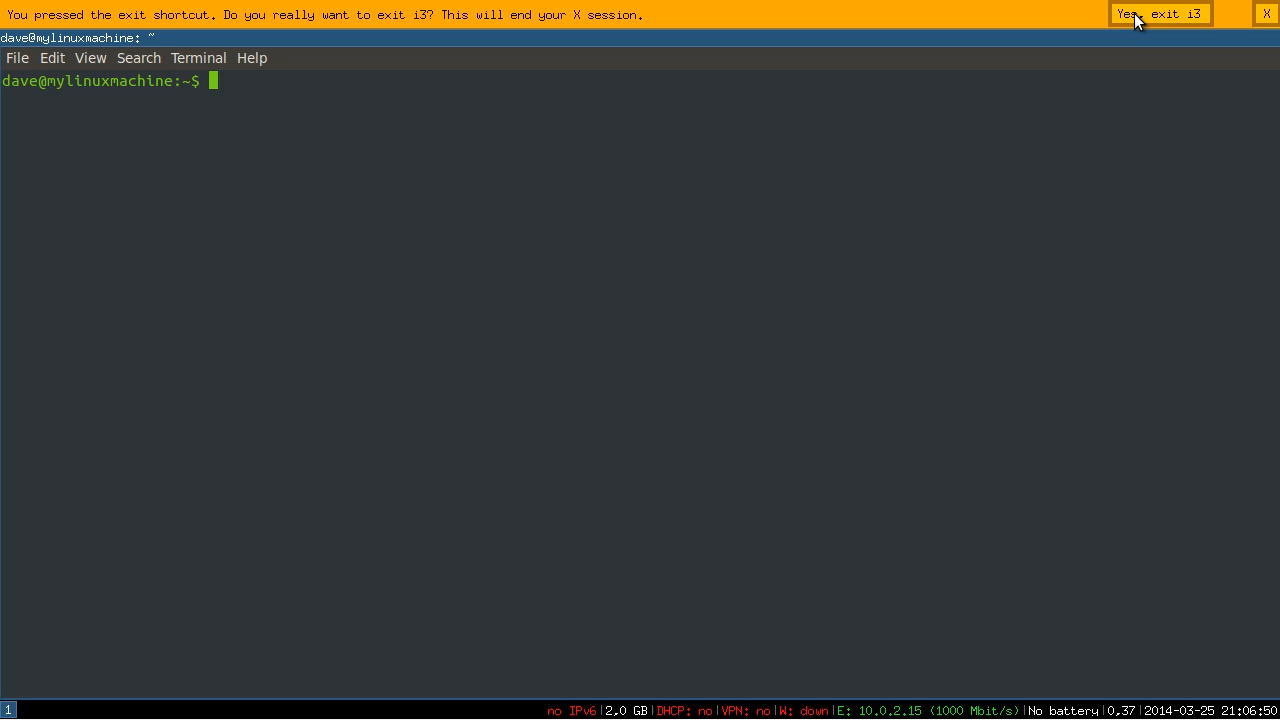 You pressed the exit shortcut. Do you really want to exit i3? This will end your X session. Yes, exit i3 X
dave@mylinuxmachine: ~
File Edit View Search Terminal Help
dave@mylinuxmachine:~$
1 no IPv6|2,0 GB|DHCP: no|VPN: no|W: down|E: 10.0.2.15 (1000 Mbit/s)|No battery|0,37|2014-03-25 21:06:50